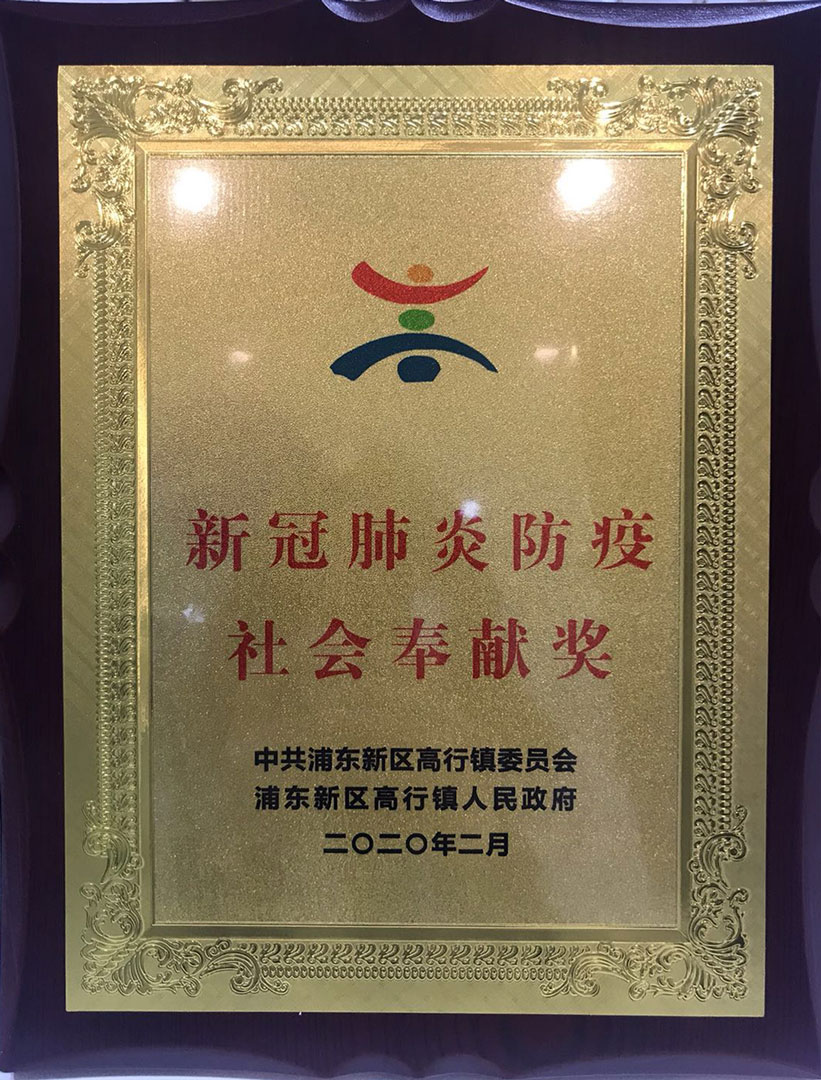 新冠肺炎防疫
社会奉献奖
中共浦东新区高行镇委员会
浦东新区高行镇人民政府
二〇二〇年二月